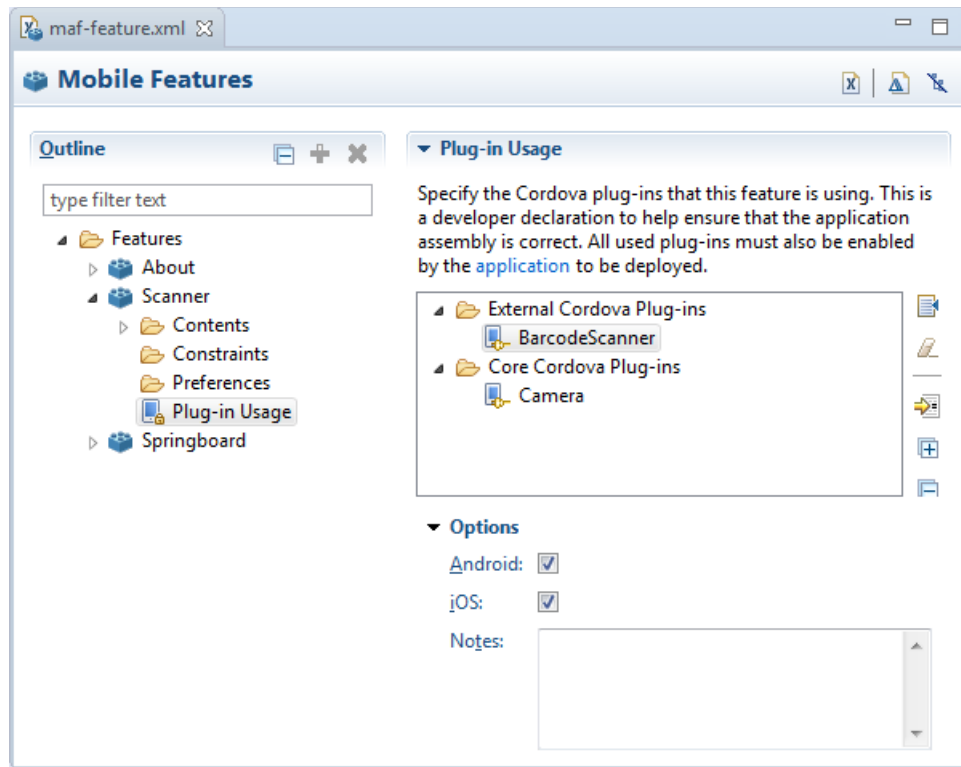 maf-feature.xml
Mobile Features
Outline
type filter text
Features
About
Scanner
Contents
Constraints
Preferences
Plug-in Usage
Springboard
Plug-in Usage
Specify the Cordova plug-ins that this feature is using. This is
a developer declaration to help ensure that the application
assembly is correct. All used plug-ins must also be enabled
by the application to be deployed.
External Cordova Plug-ins
BarcodeScanner
Core Cordova Plug-ins
Camera
Options
Android:
iOS:
Notes: